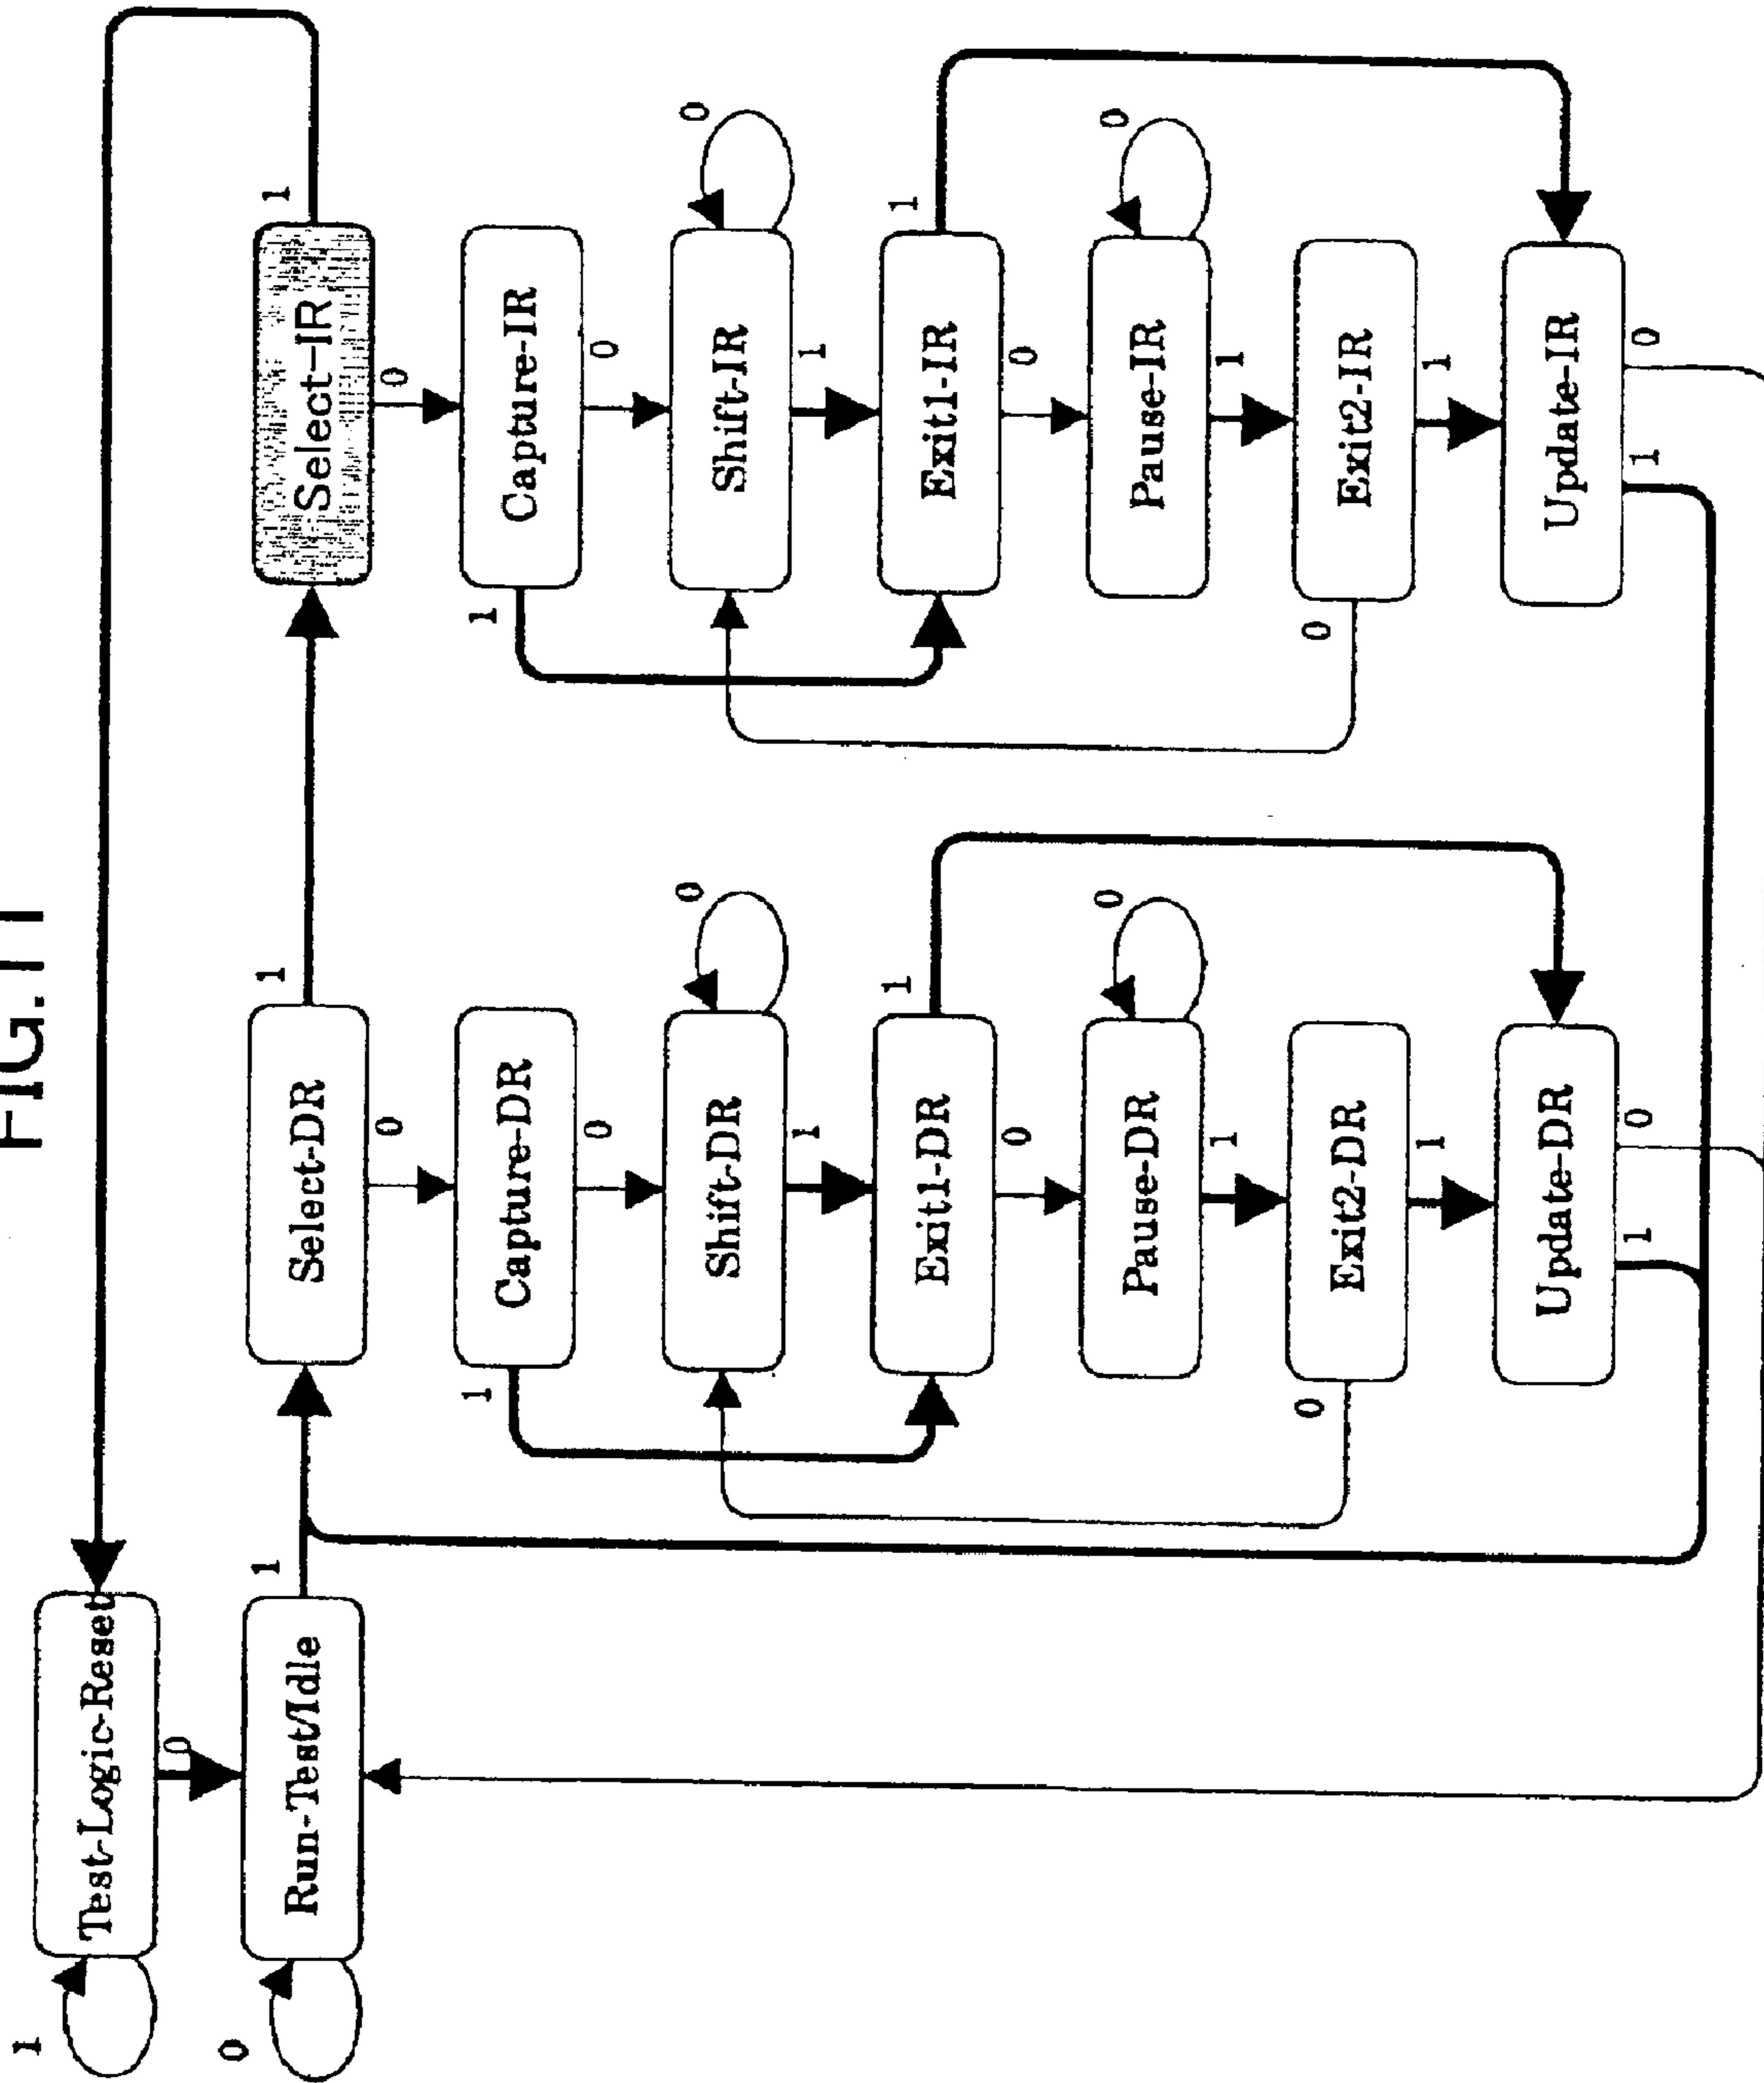 FIG.11
1
Test-Logic-Reset
0
0
Run-Test/Idle
1
Select-DR
1
0
Capture-DR
1
0
Shift-DR
0
1
Exit1-DR
1
0
Pause-DR
0
1
Exit2-DR
0
1
Update-DR
1
0
Select-IR
1
0
Capture-IR
1
0
Shift-IR
0
1
Exit1-IR
1
0
Pause-IR
0
1
Exit2-IR
0
1
Update-IR
1
0